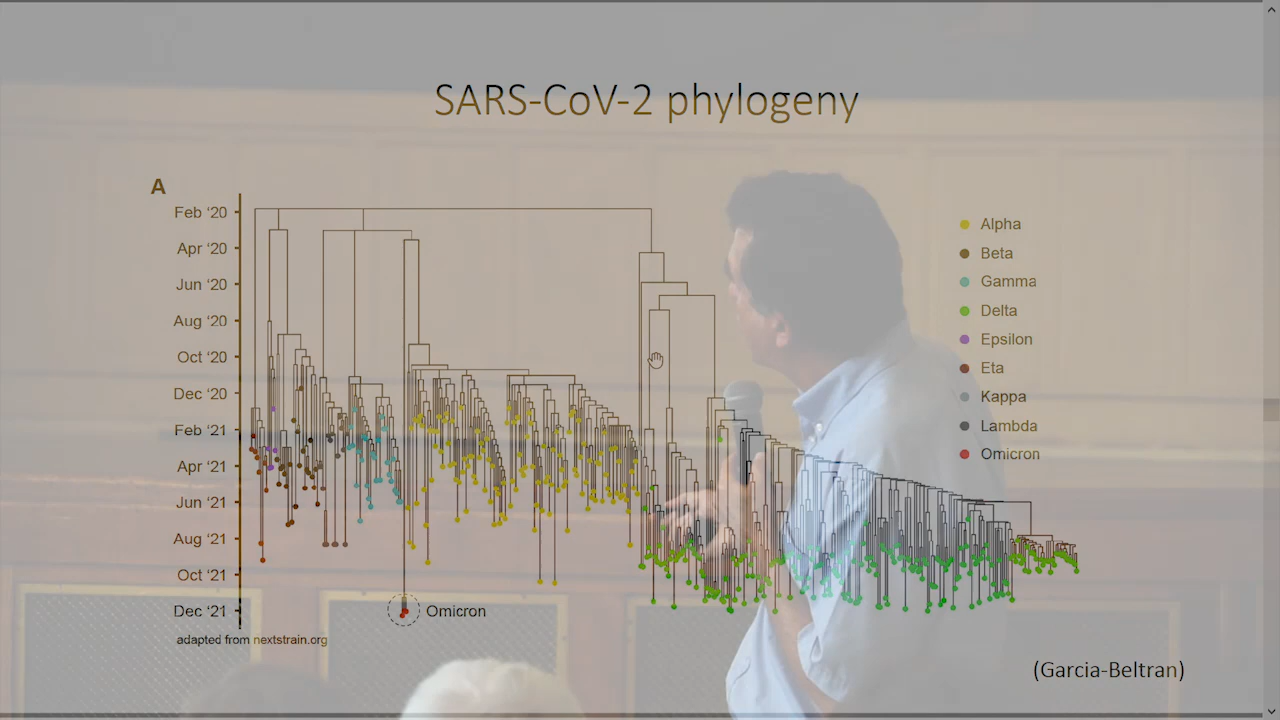 SARS-CoV-2 phylogeny
A
Feb ‘20
Apr ‘20
Jun ‘20
Aug ‘20
Oct ‘20
Dec ‘20
Feb ‘21
Apr ‘21
Jun ‘21
Aug ‘21
Oct ‘21
Dec ‘21
Alpha
Beta
Gamma
Delta
Epsilon
Eta
Kappa
Lambda
Omicron
Omicron
adapted from nextstrain.org
(Garcia-Beltran)